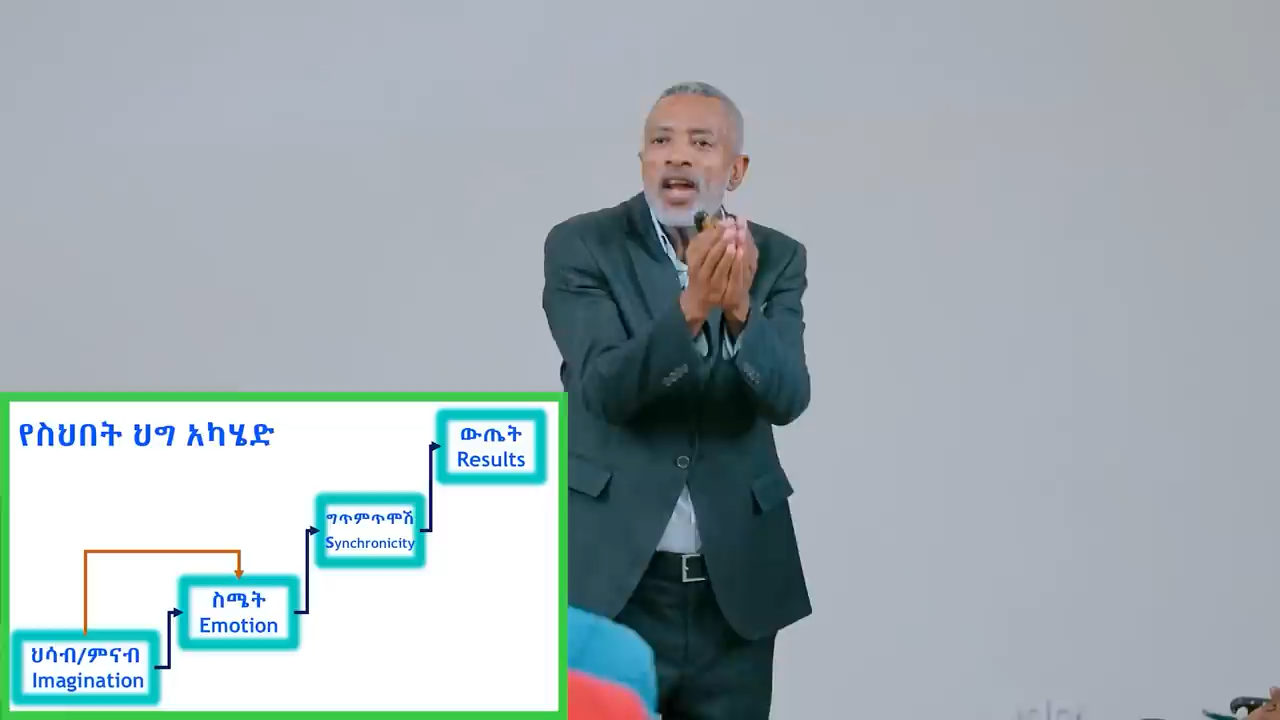 የስህበት ህግ አካሄድ
ውጤት
Results
ግጥምጥሞሽ
Synchronicity
ስሜት
Emotion
ህሳብ/ምናብ
Imagination